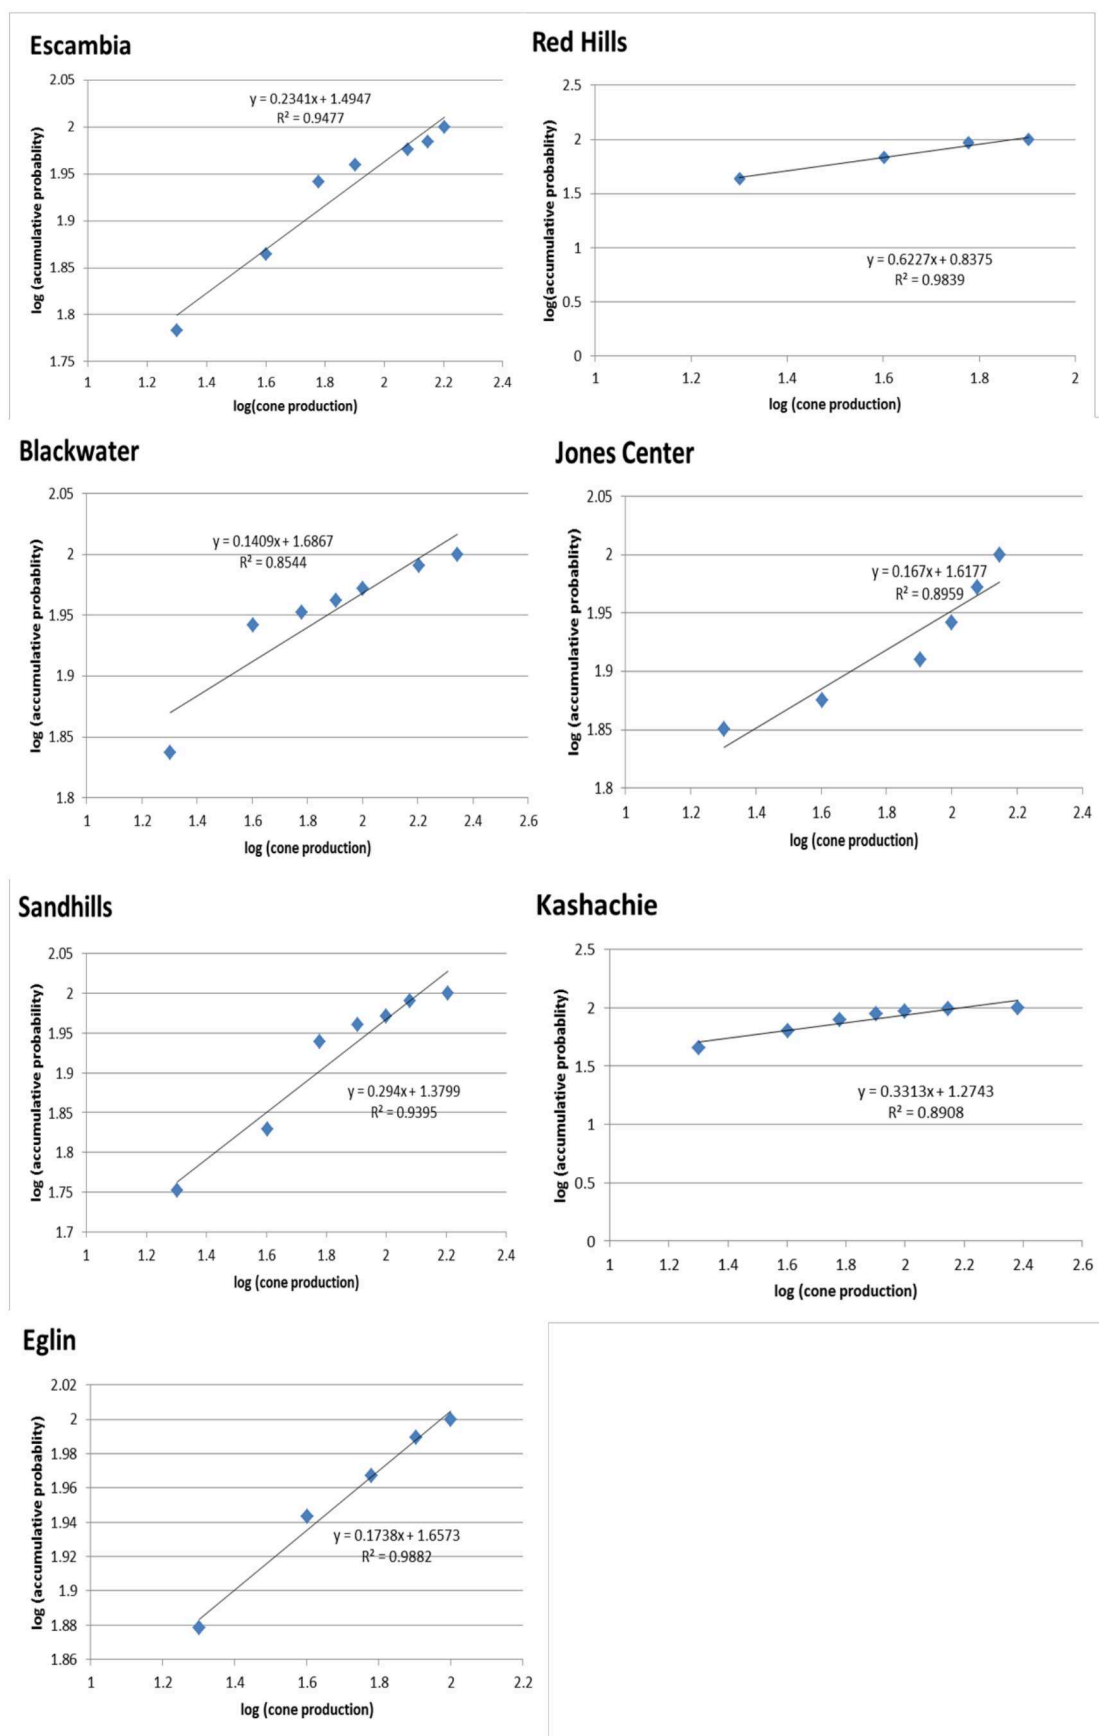 Escambia
log (acumulative probability)
2.05
2
1.95
1.9
1.85
1.8
1.75
y = 0.2341x + 1.4947
R² = 0.9477
1 1.2 1.4 1.6 1.8 2 2.2 2.4
log(cone production)
Red Hills
log(accumulative probablity)
2.5
2
1.5
1
0.5
0
y = 0.6227x + 0.8375
R² = 0.9839
1 1.2 1.4 1.6 1.8 2
log (cone production)
Blackwater
log (accumulative probablity)
2.05
2
1.95
1.9
1.85
1.8
y = 0.1409x + 1.6867
R² = 0.8544
1 1.2 1.4 1.6 1.8 2 2.2 2.4 2.6
log (cone production)
Jones Center
log (accumulative probablity)
2.05
2
1.95
1.9
1.85
1.8
y = 0.167x + 1.6177
R² = 0.8959
1 1.2 1.4 1.6 1.8 2 2.2 2.4
log (cone production)
Sandhills
log (accumulative probability)
2.05
2
1.95
1.9
1.85
1.8
1.75
1.7
y = 0.294x + 1.3799
R² = 0.9395
1 1.2 1.4 1.6 1.8 2 2.2 2.4
log (cone production)
Kashachie
log (accumulative probablity)
2.5
2
1.5
1
0.5
0
y = 0.3313x + 1.2743
R² = 0.8908
1 1.2 1.4 1.6 1.8 2 2.2 2.4 2.6
log (cone production)
Eglin
log (accumulative probablity)
2.02
2
1.98
1.96
1.94
1.92
1.9
1.88
1.86
y = 0.1738x + 1.6573
R² = 0.9882
1 1.2 1.4 1.6 1.8 2 2.2
log (cone production)